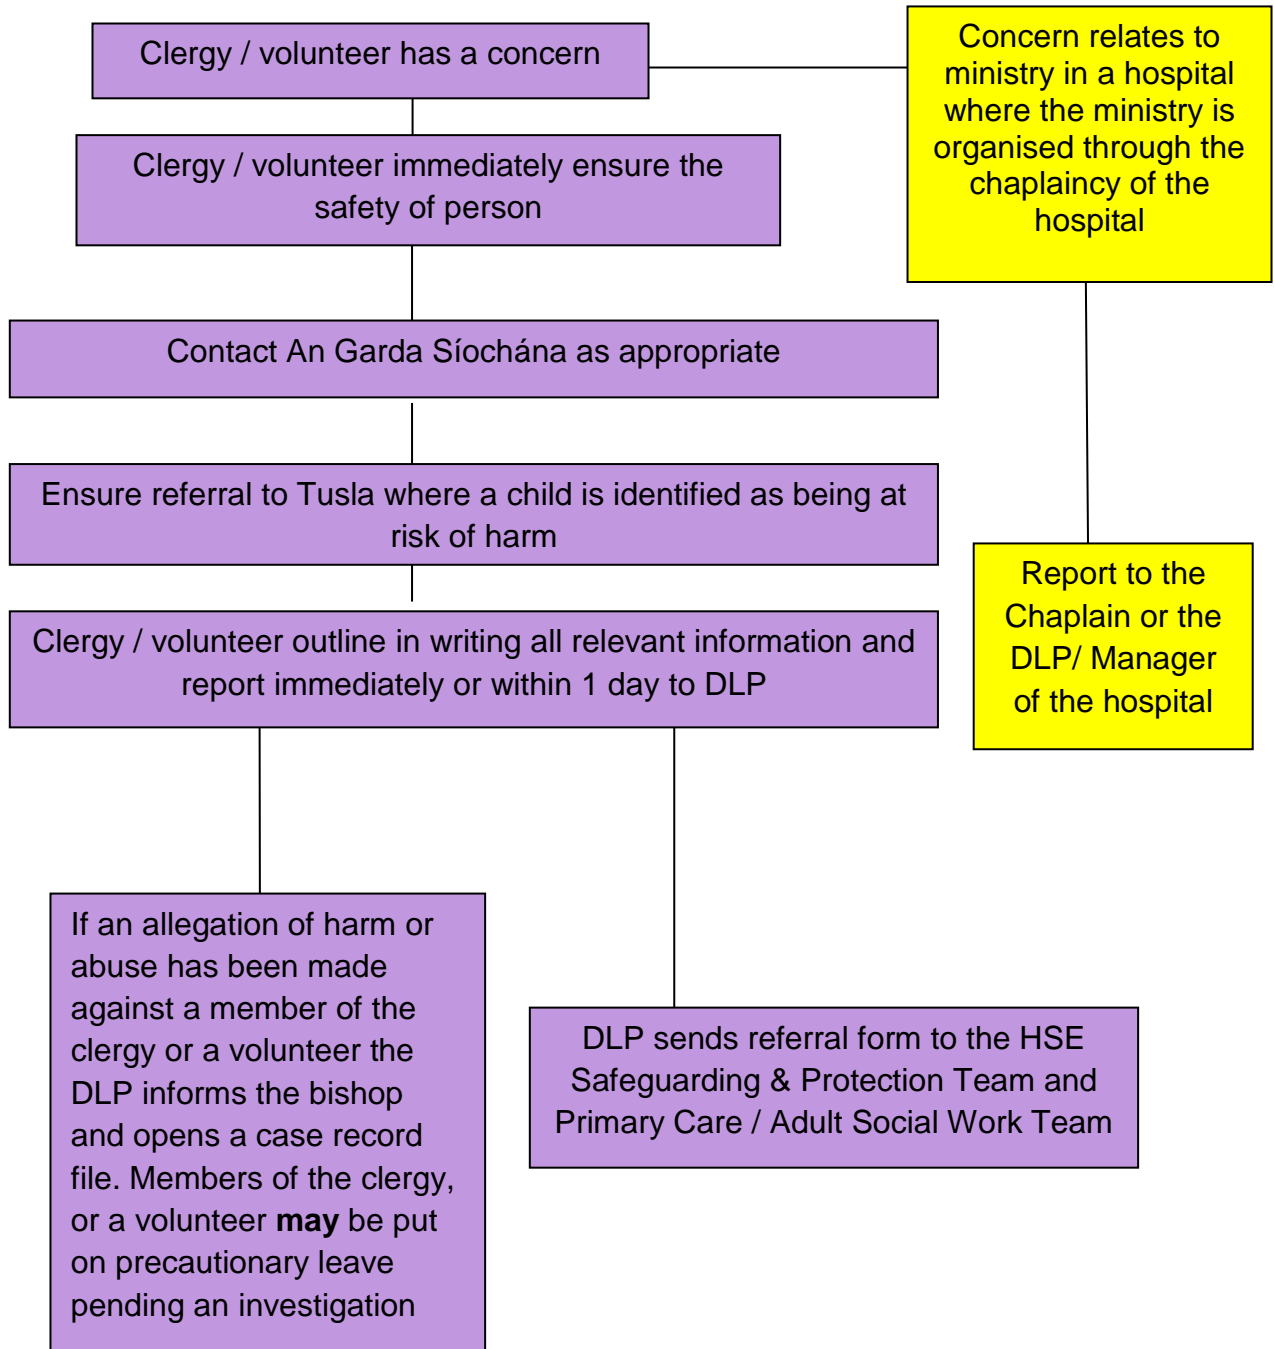 Clergy / volunteer has a concern
Concern relates to
ministry in a hospital
where the ministry is
organised through the
chaplaincy of the
hospital
Clergy / volunteer immediately ensure the
safety of person
Contact An Garda Síochána as appropriate
Ensure referral to Tusla where a child is identified as being at
risk of harm
Report to the
Chaplain or the
DLP/ Manager
of the hospital
Clergy / volunteer outline in writing all relevant information and
report immediately or within 1 day to DLP
If an allegation of harm or
abuse has been made
against a member of the
clergy or a volunteer the
DLP informs the bishop
and opens a case record
file. Members of the clergy,
or a volunteer may be put
on precautionary leave
pending an investigation
DLP sends referral form to the HSE
Safeguarding & Protection Team and
Primary Care / Adult Social Work Team